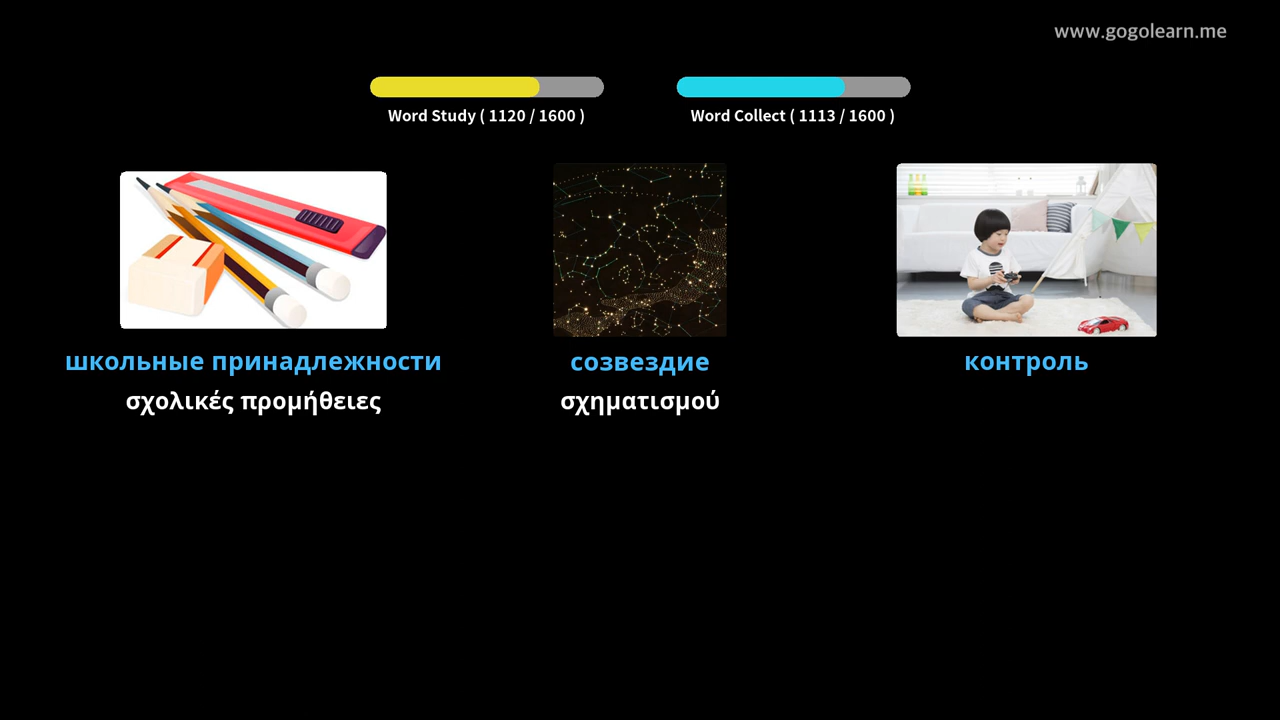 www.gogolearn.me
Word Study ( 1120 / 1600 )
Word Collect ( 1113 / 1600 )
школьные принадлежности
созвездие
контроль
σχολικές προμήθειες
σχηματισμού